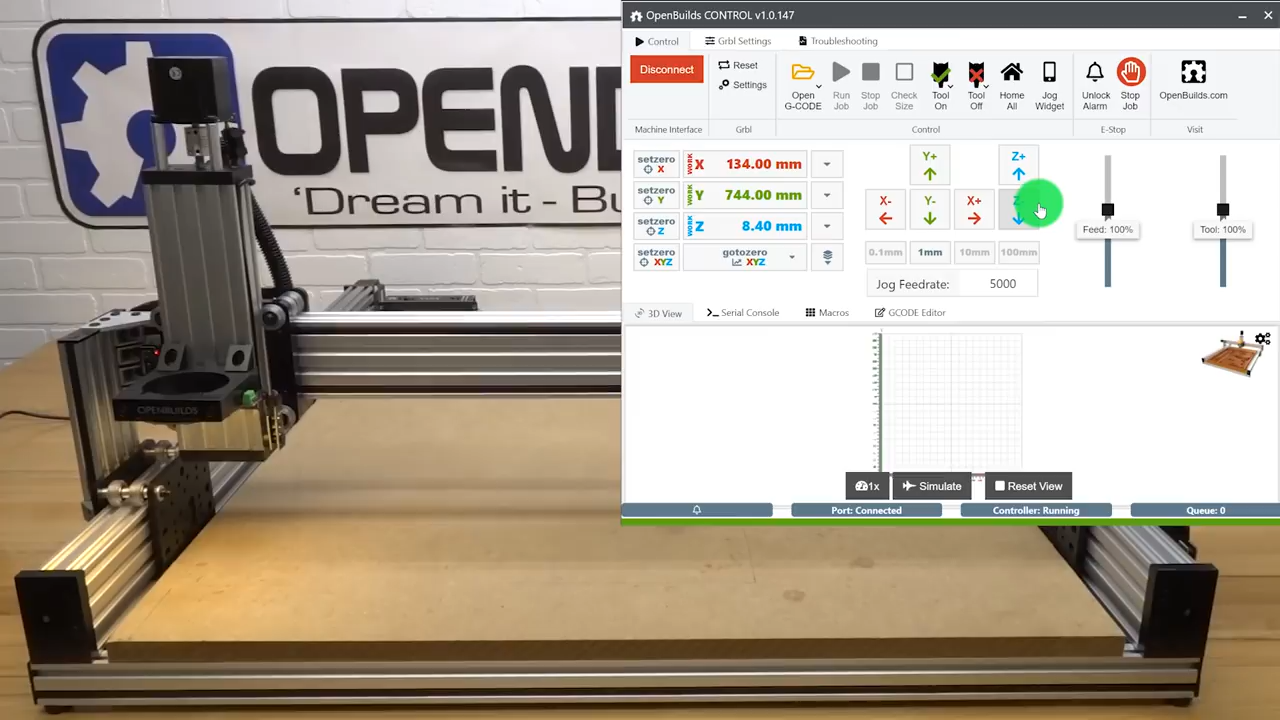 OPEND
'Dream it - Bu
OPENBUILDS
OpenBuilds CONTROL v1.0.147
Control
Grbl Settings
Troubleshooting
Disconnect
Reset
Settings
Open G-CODE
Run Job
Stop Job
Check Size
Tool On
Tool Off
Home All
Jog Widget
Unlock Alarm
Stop Job
OpenBuilds.com
Machine Interface
Grbl
Control
E-Stop
Visit
setzero X
WORK X 134.00 mm
setzero Y
WORK Y 744.00 mm
setzero Z
WORK Z 8.40 mm
setzero XYZ
gotozero XYZ
Y+
Z+
X-
Y-
X+
0.1mm
1mm
10mm
100mm
Jog Feedrate: 5000
Feed: 100%
Tool: 100%
3D View
Serial Console
Macros
GCODE Editor
1x
Simulate
Reset View
Port: Connected
Controller: Running
Queue: 0